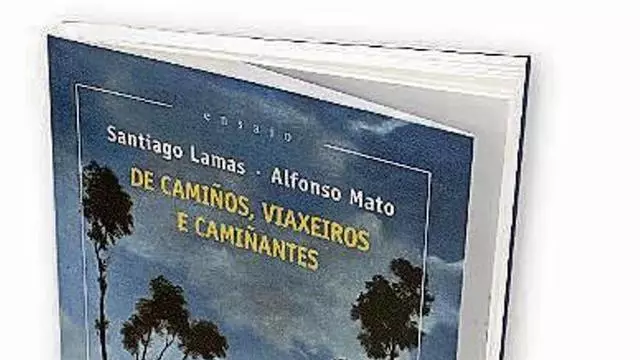 ensaio
Santiago Lamas · Alfonso Mato
DE CAMIÑOS, VIAXEIROS
E CAMIÑANTES